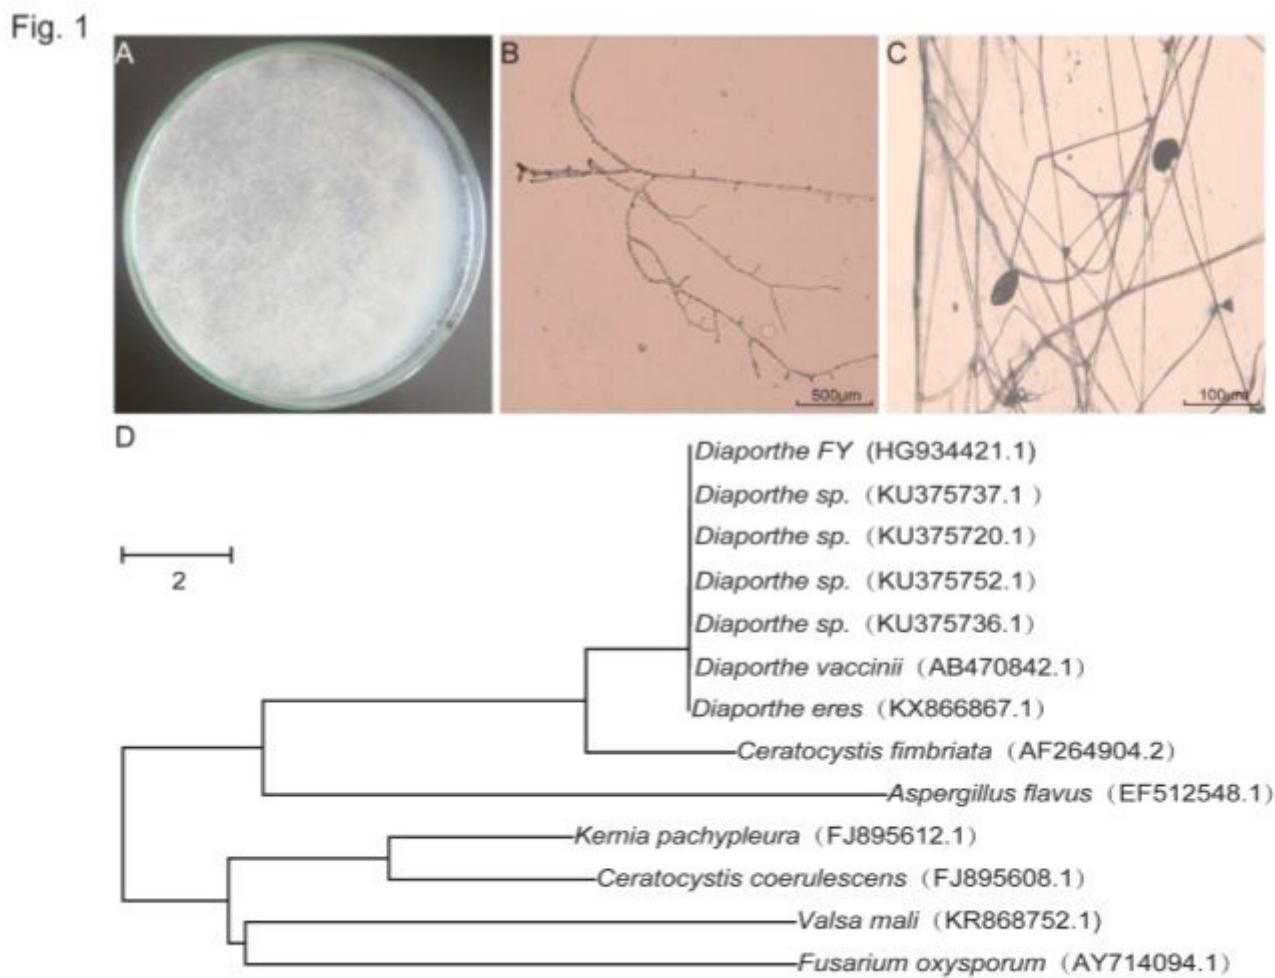 Fig. 1
A
B
C
500μm
100μm
D
Diaporthe FY (HG934421.1)
Diaporthe sp. (KU375737.1 )
2
Diaporthe sp. (KU375720.1)
Diaporthe sp. (KU375752.1)
Diaporthe sp. (KU375736.1)
Diaporthe vaccinii (AB470842.1)
Diaporthe eres (KX866867.1)
Ceratocystis fimbriata (AF264904.2)
Aspergillus flavus (EF512548.1)
Kernia pachypleura (FJ895612.1)
Ceratocystis coerulescens (FJ895608.1)
Valsa mali (KR868752.1)
Fusarium oxysporum (AY714094.1)